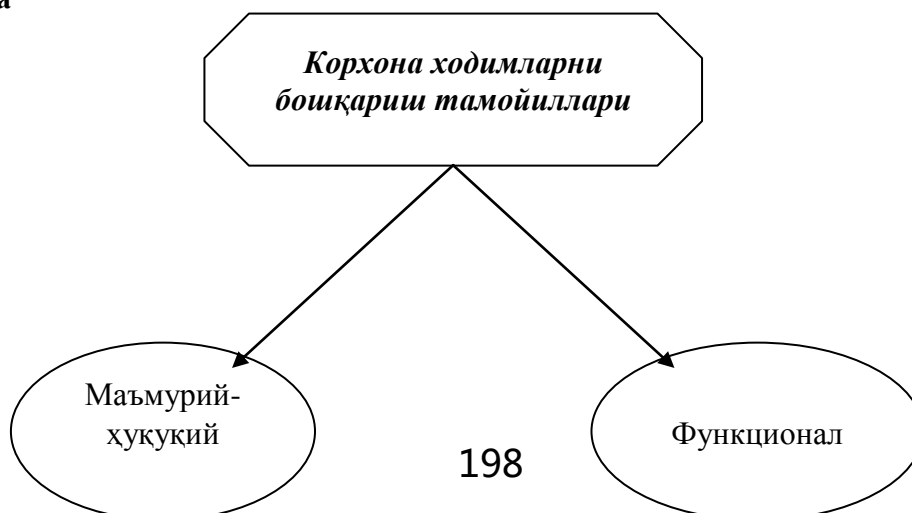 а
Корхона ходимларни
бошқариш тамойиллари
Маъмурий-
ҳуқуқий
Функционал
198